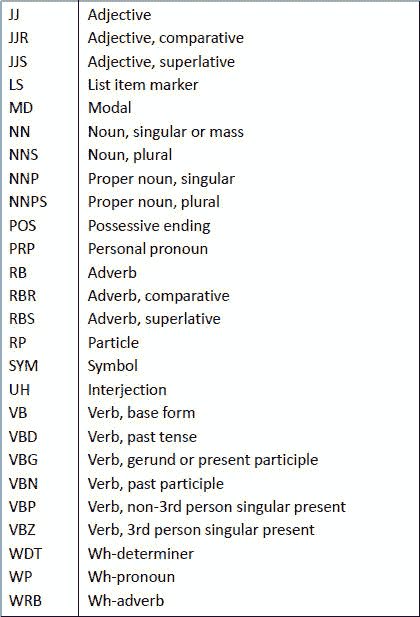 JJ Adjective
JJR Adjective, comparative
JJS Adjective, superlative
LS List item marker
MD Modal
NN Noun, singular or mass
NNS Noun, plural
NNP Proper noun, singular
NNPS Proper noun, plural
POS Possessive ending
PRP Personal pronoun
RB Adverb
RBR Adverb, comparative
RBS Adverb, superlative
RP Particle
SYM Symbol
UH Interjection
VB Verb, base form
VBD Verb, past tense
VBG Verb, gerund or present participle
VBN Verb, past participle
VBP Verb, non-3rd person singular present
VBZ Verb, 3rd person singular present
WDT Wh-determiner
WP Wh-pronoun
WRB Wh-adverb